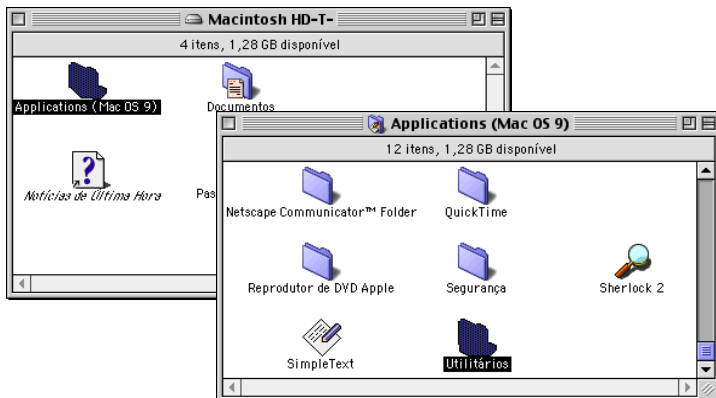 Macintosh HD-T-
4 itens, 1,28 GB disponível
Applications (Mac OS 9)
Documentos
Notícias de Última Hora
Pas
Applications (Mac OS 9)
12 itens, 1,28 GB disponível
Netscape Communicator™ Folder
QuickTime
Reprodutor de DVD Apple
Segurança
Sherlock 2
SimpleText
Utilitários